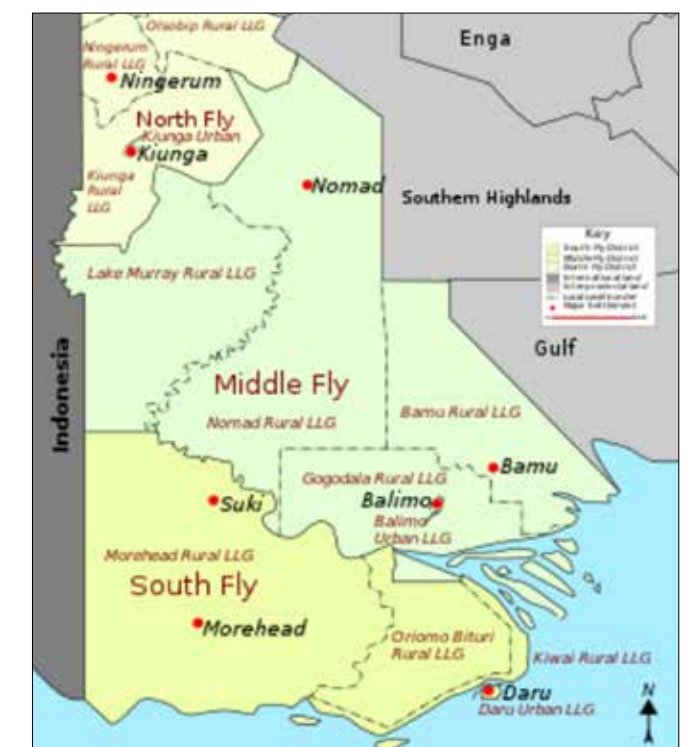 Olsobip Rural LLG
Enga
Ningerum
Rural LLG
Ningerum
North Fly
Kiunga Urban
Kiunga
Kiunga
Rural
LLG
Nomad
Southern Highlands
Key
Lake Murray Rural LLG
Gulf
Indonesia
Middle Fly
Nomad Rural LLG
Bamu Rural LLG
Bamu
Gogodala Rural LLG
Balimo
Balimo
Urban LLG
Suki
Morehead Rural LLG
South Fly
Morehead
Oriomo Bituri
Rural LLG
Kiwai Rural LLG
N
Daru
Daru Urban LLG